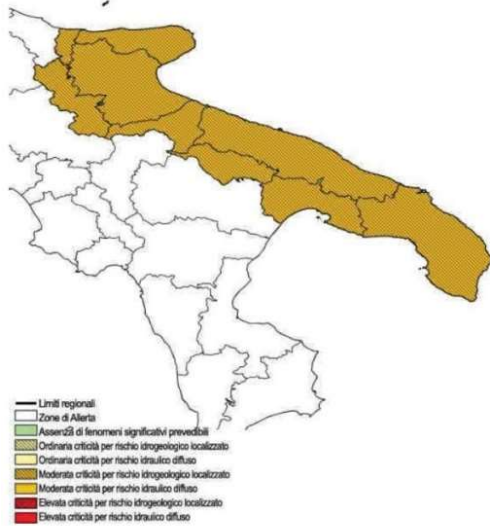 Limiti regionali
Zone di Allerta
Assenza di fenomeni significativi prevedibili
Ordinaria criticità per rischio idrogeologico localizzato
Ordinaria criticità per rischio idraulico diffuso
Moderata criticità per rischio idrogeologico localizzato
Moderata criticità per rischio idraulico diffuso
Elevata criticità per rischio idrogeologico localizzato
Elevata criticità per rischio idraulico diffuso